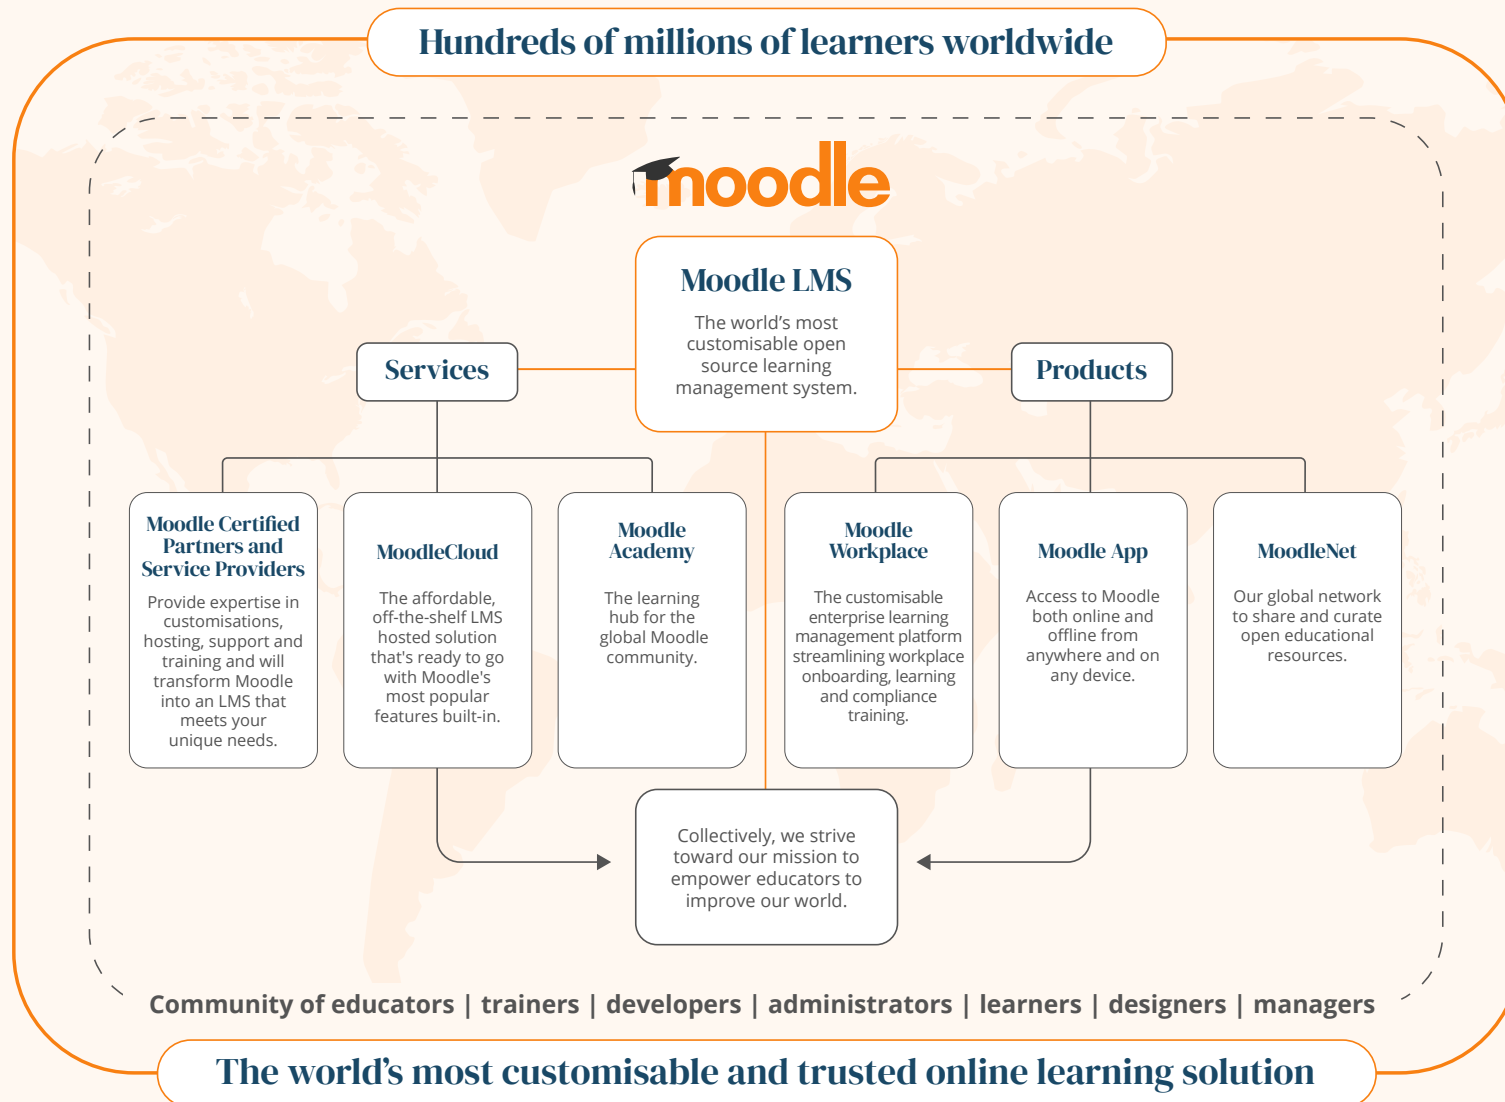 Hundreds of millions of learners worldwide
moodle
Moodle LMS
The world’s most
customisable open
source learning
management system.
Services
Products
Moodle Certified
Partners and
Service Providers
Provide expertise in
customisations,
hosting, support and
training and will
transform Moodle
into an LMS that
meets your
unique needs.
MoodleCloud
The affordable,
off-the-shelf LMS
hosted solution
that's ready to go
with Moodle's
most popular
features built-in.
Moodle
Academy
The learning
hub for the
global Moodle
community.
Moodle
Workplace
The customisable
enterprise learning
management platform
streamlining workplace
onboarding, learning
and compliance
training.
Moodle App
Access to Moodle
both online and
offline from
anywhere and on
any device.
MoodleNet
Our global network
to share and curate
open educational
resources.
Collectively, we strive
toward our mission to
empower educators to
improve our world.
Community of educators | trainers | developers | administrators | learners | designers | managers
The world’s most customisable and trusted online learning solution